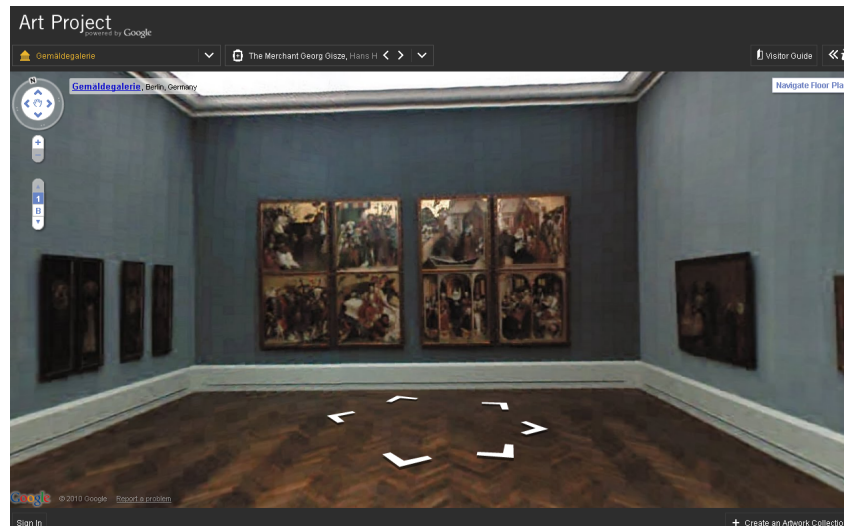 Art Project
powered by Google
Gemäldegalerie
The Merchant Georg Gisze, Hans H
Visitor Guide
Gemäldegalerie, Berlin, Germany
Navigate Floor Pla
N
+
-
1
B
Google © 2010 Google Report a problem
Sign In
+ Create an Artwork Collectio